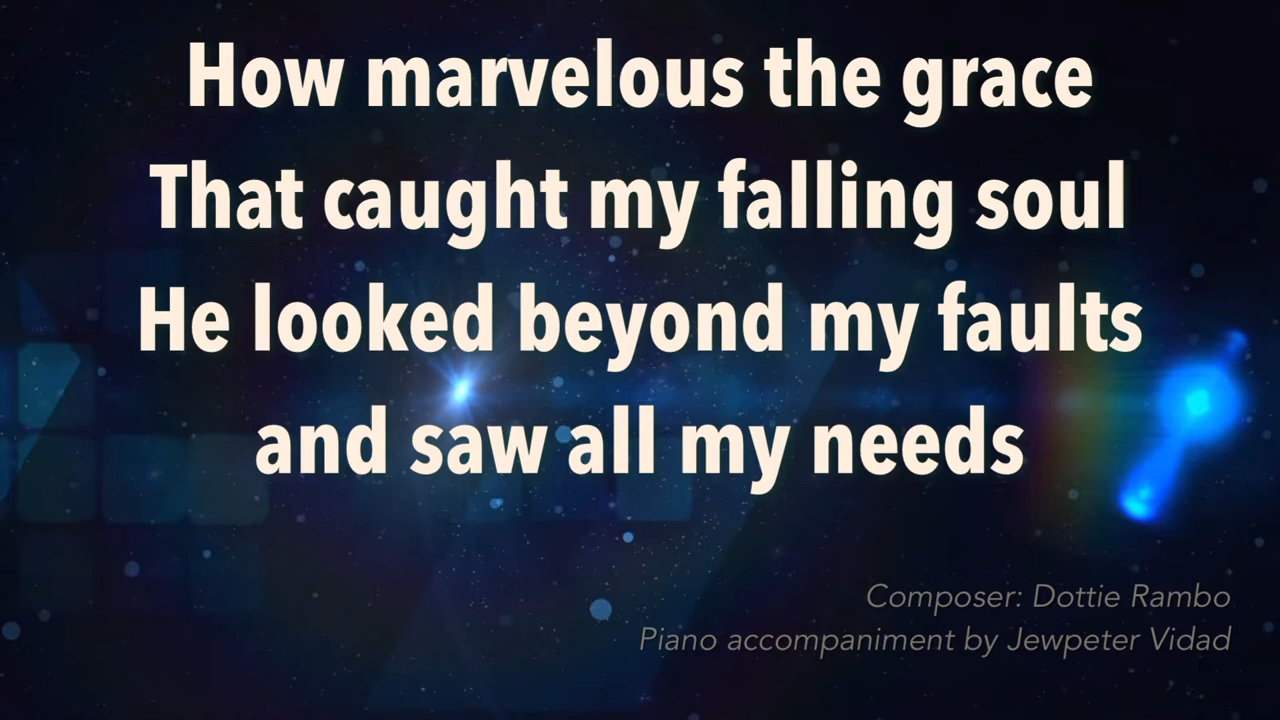 How marvelous the grace
That caught my falling soul
He looked beyond my faults
and saw all my needs
Composer: Dottie Rambo
Piano accompaniment by Jewpeter Vidad